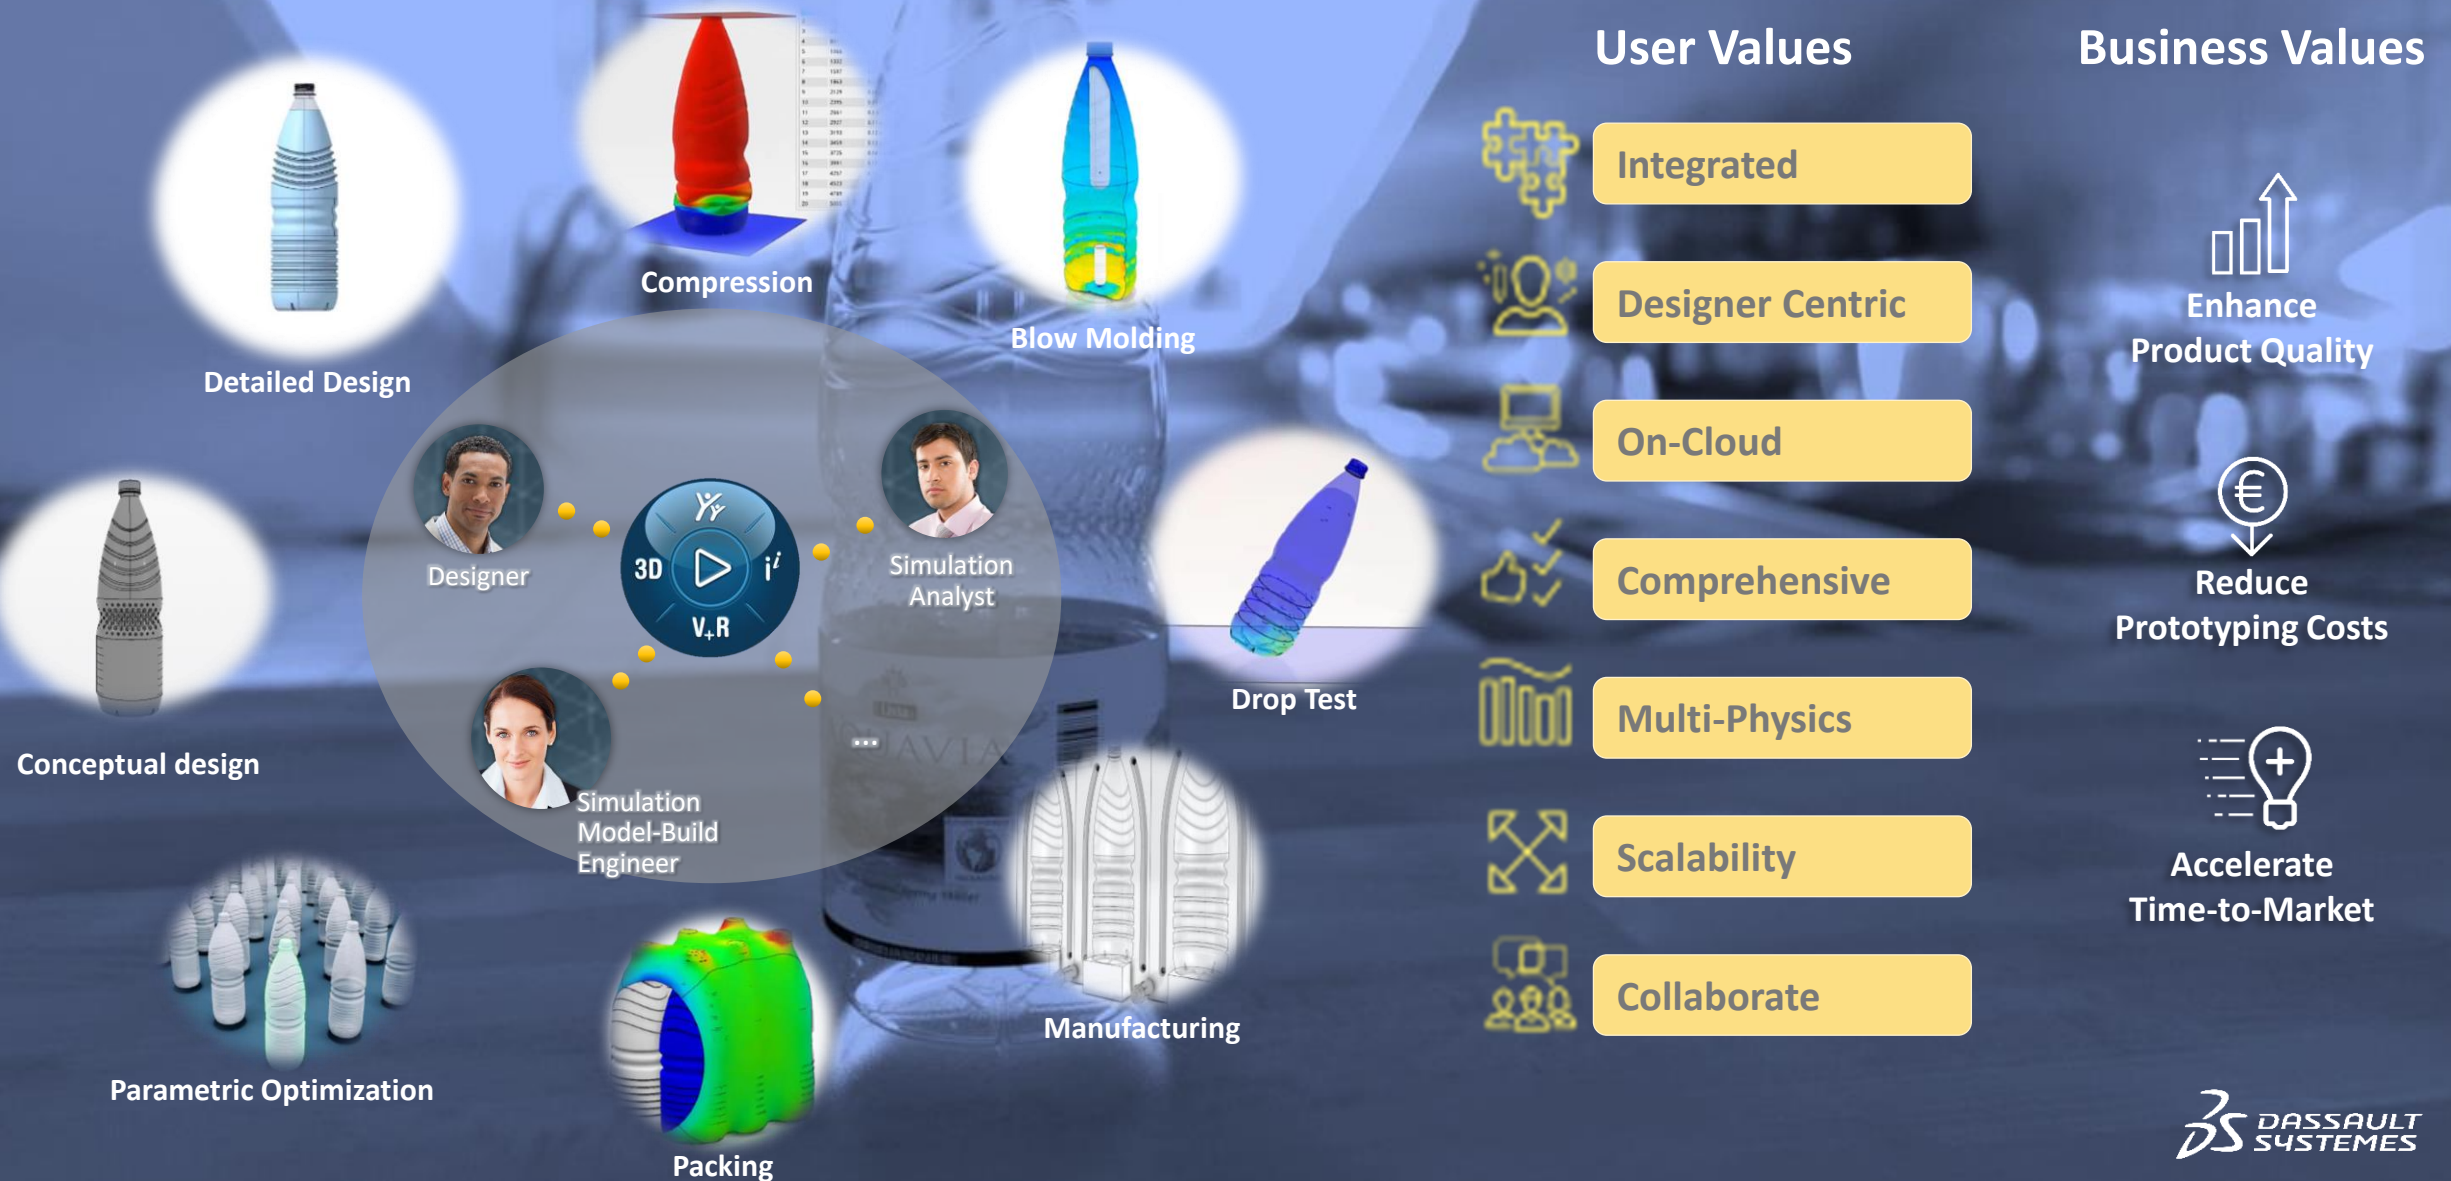 User Values
Business Values
Integrated
Designer Centric
On-Cloud
Comprehensive
Multi-Physics
Scalability
Collaborate
Enhance
Product Quality
€
Reduce
Prototyping Costs
Accelerate
Time-to-Market
Compression
Blow Molding
Detailed Design
Drop Test
Conceptual design
Manufacturing
Parametric Optimization
Packing
Designer
Simulation
Analyst
Simulation
Model-Build
Engineer
...
3D
i i
V+R
DASSAULT
SYSTEMES